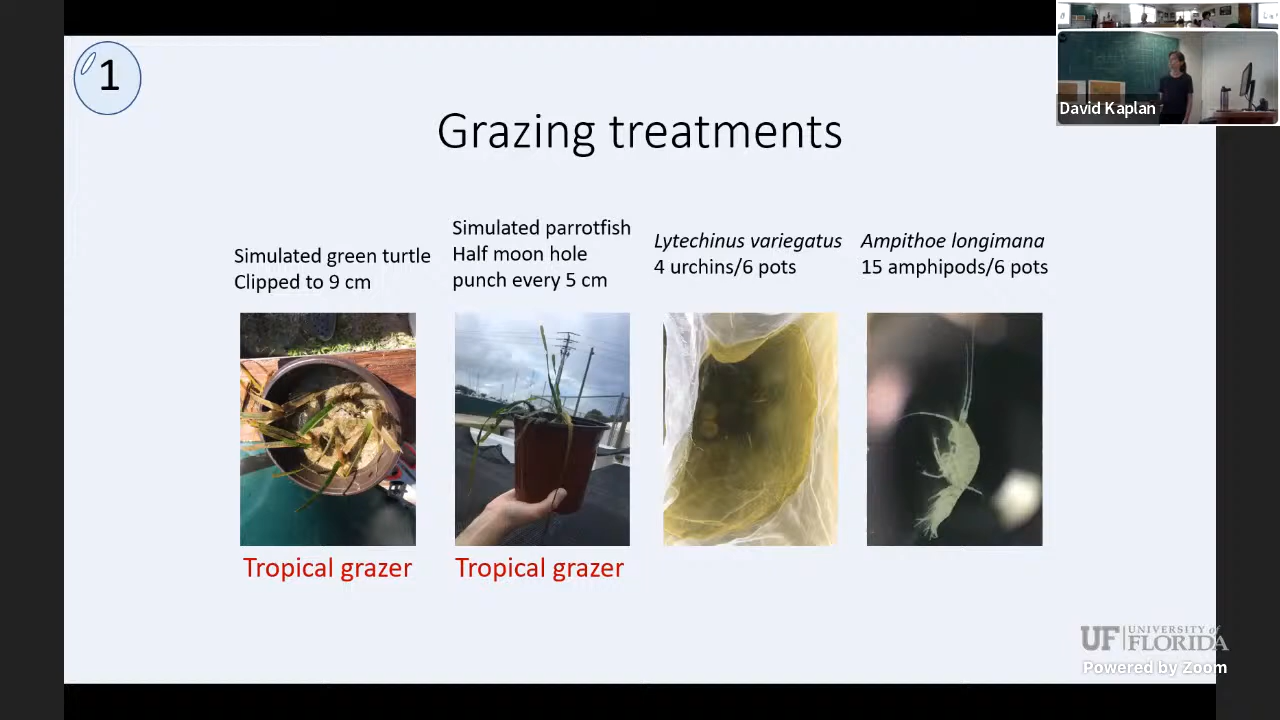 1
David Kaplan
Grazing treatments
Simulated green turtle
Clipped to 9 cm
Simulated parrotfish
Half moon hole
punch every 5 cm
Lytechinus variegatus
4 urchins/6 pots
Ampithoe longimana
15 amphipods/6 pots
Tropical grazer
Tropical grazer
UF UNIVERSITY of
FLORIDA
Powered by Zoom